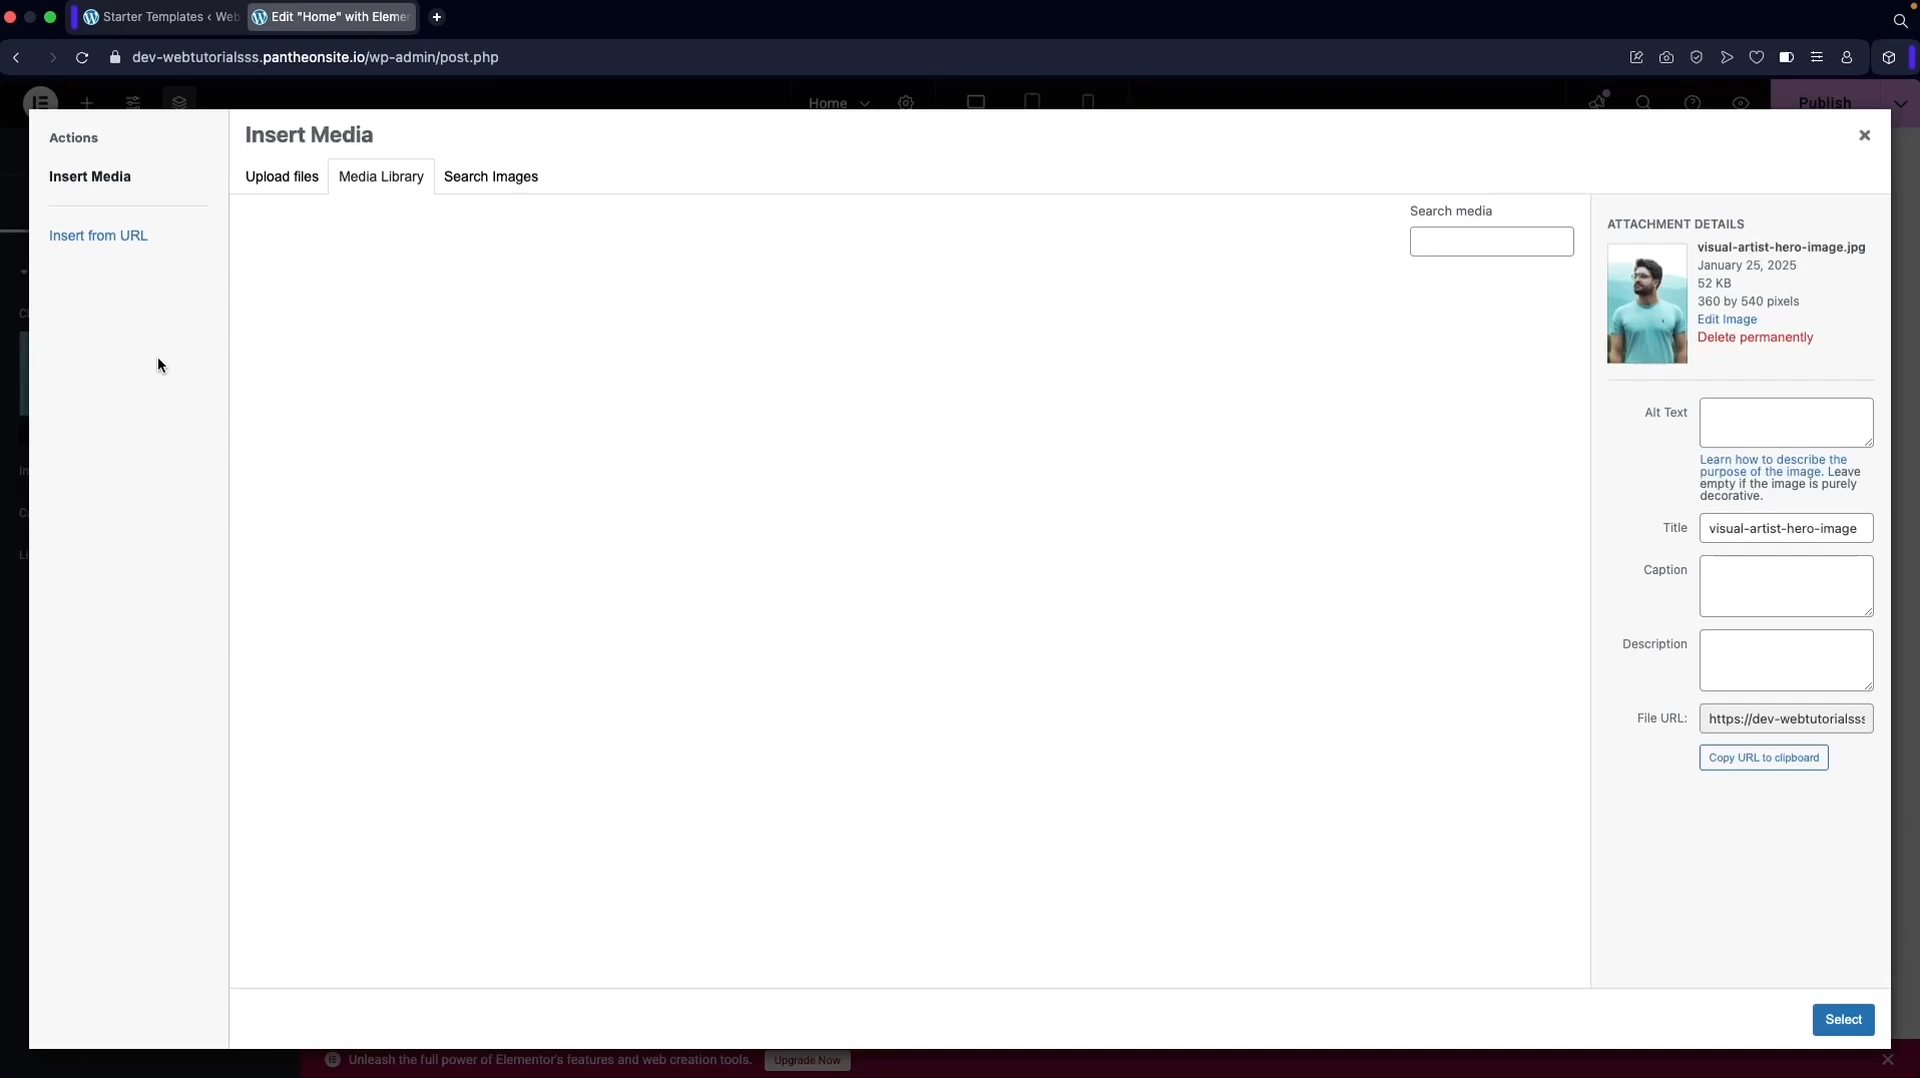 Starter Templates ‹ Web
Edit "Home" with Eleme
dev-webtutorialsss.pantheonsite.io/wp-admin/post.php
Home
Publish
Actions
Insert Media
Insert from URL
Insert Media
Upload files
Media Library
Search Images
Search media
ATTACHMENT DETAILS
visual-artist-hero-image.jpg
January 25, 2025
52 KB
360 by 540 pixels
Edit Image
Delete permanently
Alt Text
Learn how to describe the
purpose of the image. Leave
empty if the image is purely
decorative.
Title
visual-artist-hero-image
Caption
Description
File URL:
https://dev-webtutorialsss
Copy URL to clipboard
Select
Unleash the full power of Elementor's features and web creation tools.
Upgrade Now